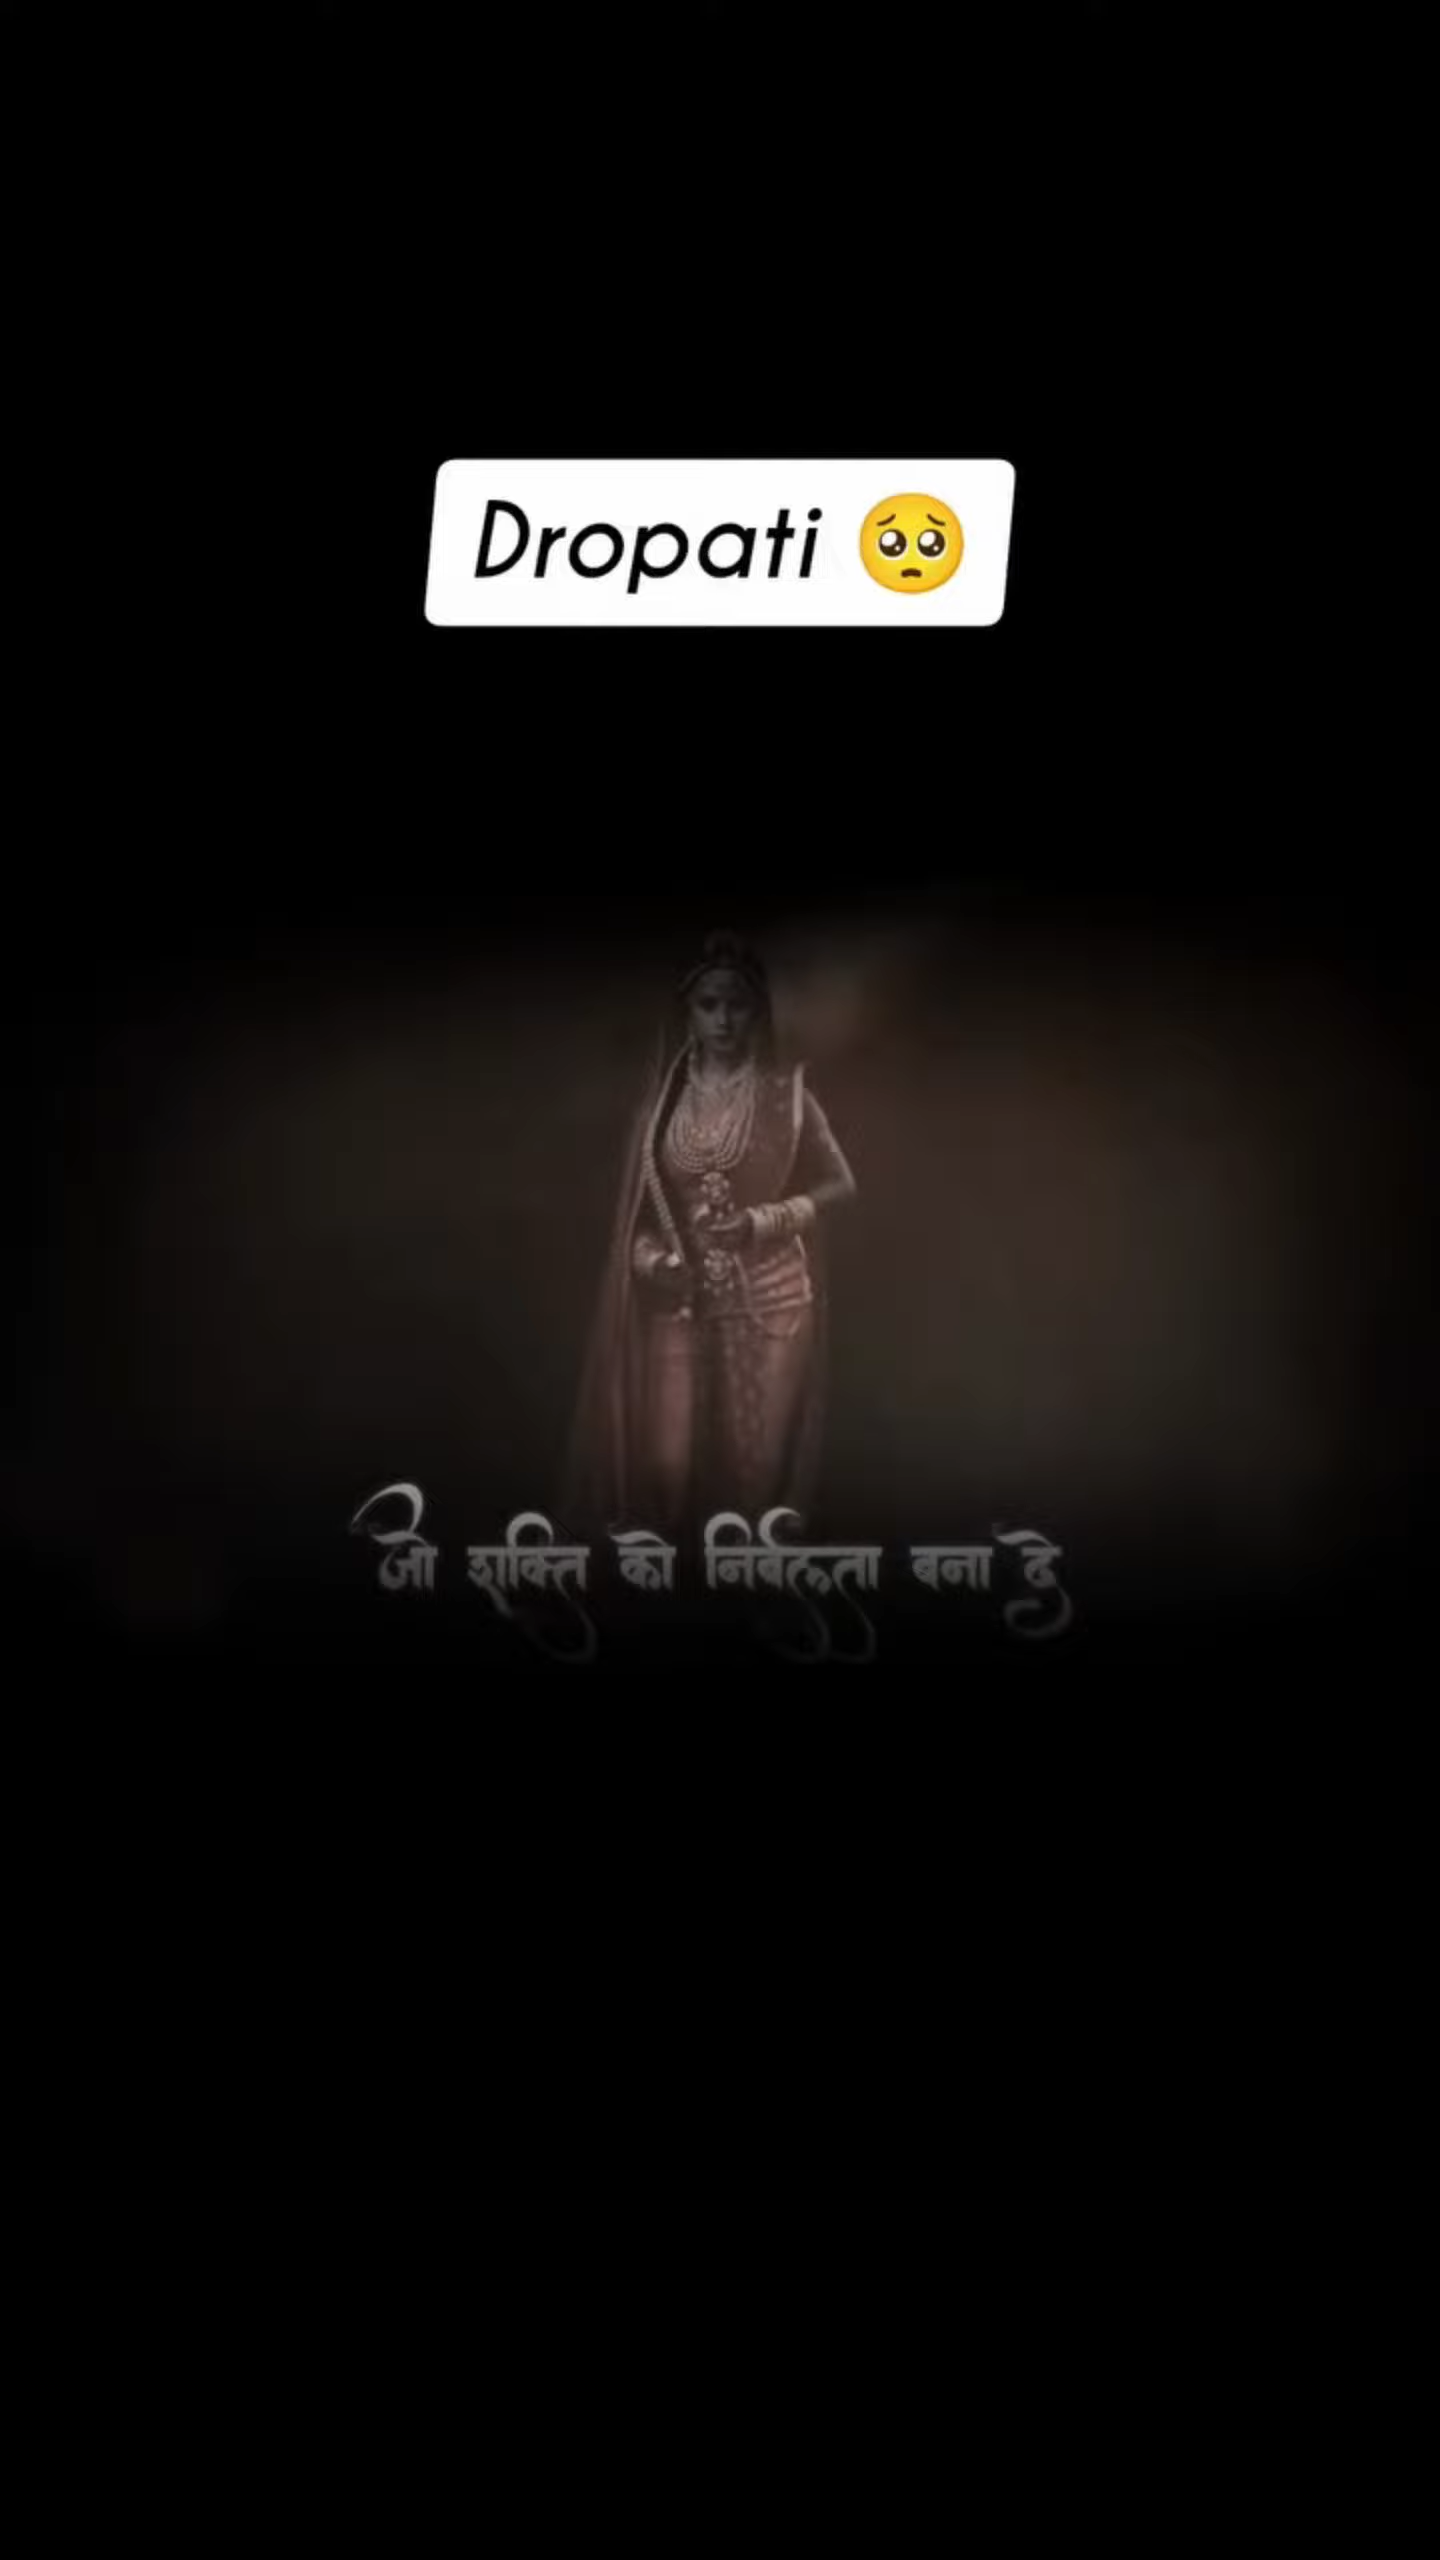 Dropati 🥺
जो शक्ति को निर्बलता बना दे